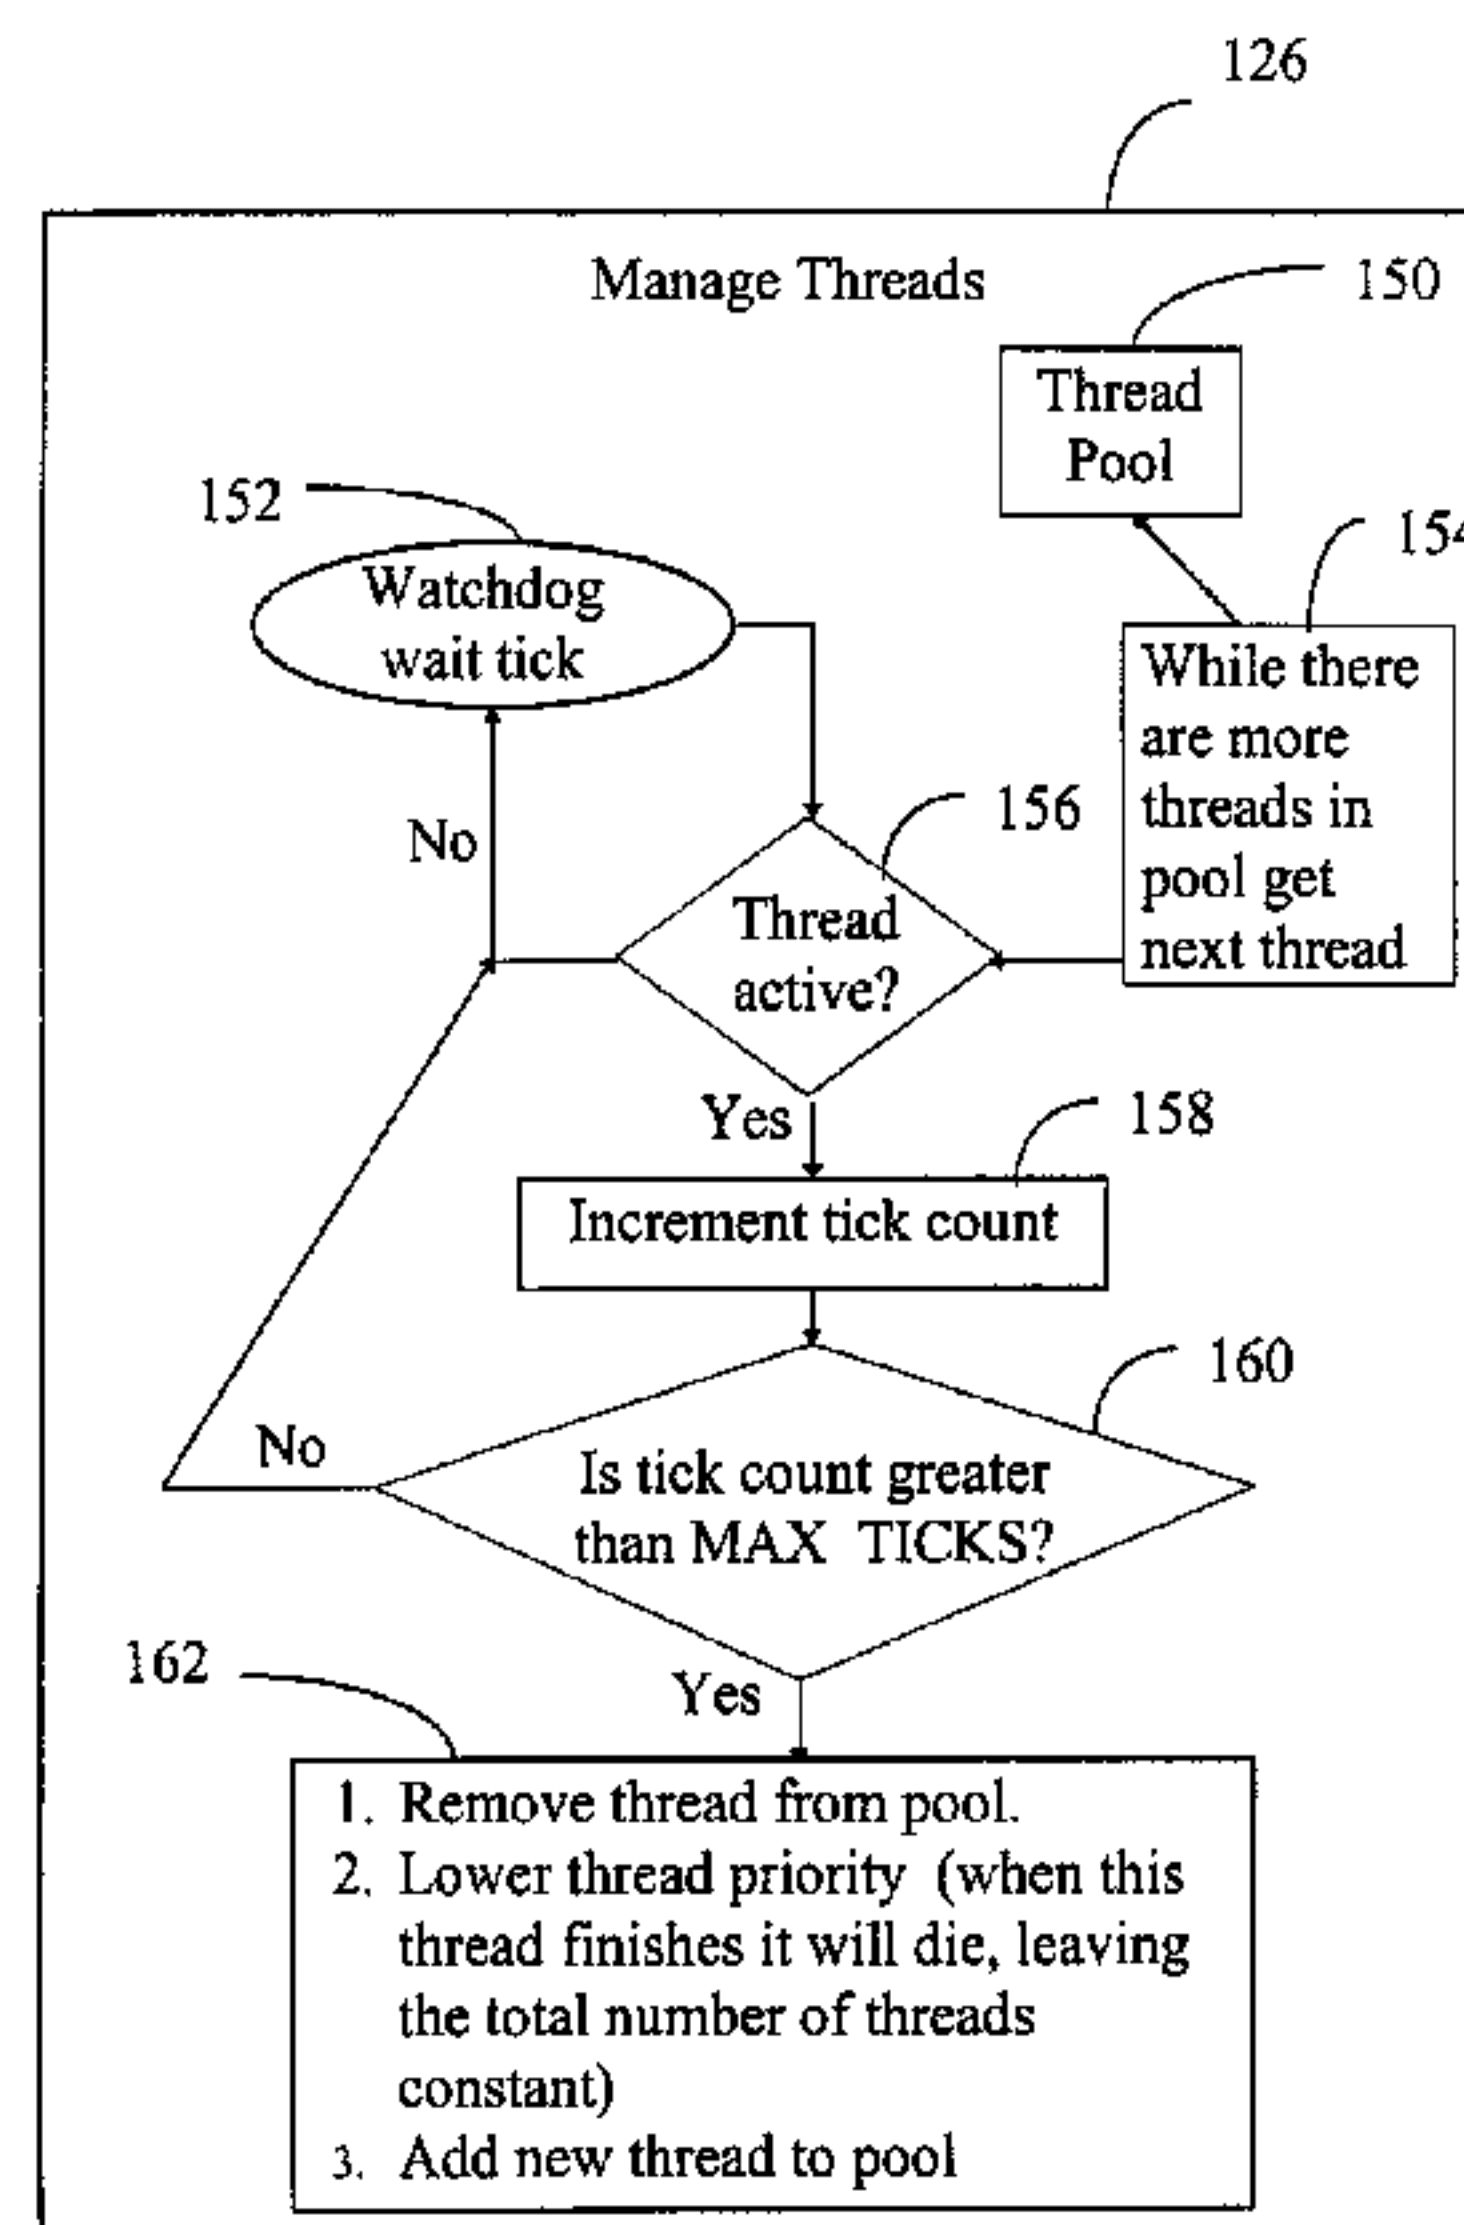 126
Manage Threads
150
Thread
Pool
152
Watchdog
wait tick
154
While there
are more
threads in
pool get
next thread
No
156
Thread
active?
Yes
158
Increment tick count
160
No
Is tick count greater
than MAX TICKS?
162
Yes
1. Remove thread from pool.
2. Lower thread priority (when this
thread finishes it will die, leaving
the total number of threads
constant)
3. Add new thread to pool